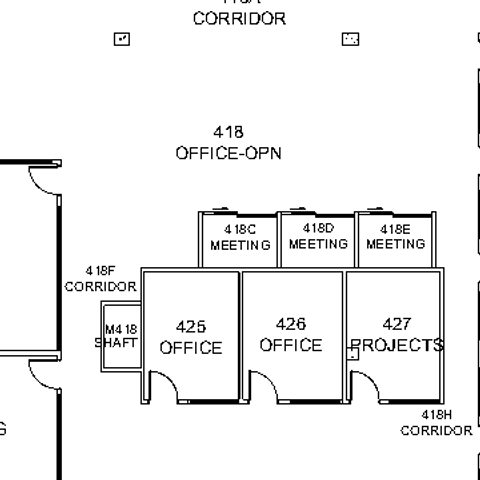 CORRIDOR
418
OFFICE-OPN
418C
MEETING
418D
MEETING
418E
MEETING
418F
CORRIDOR
M418
SHAFT
425
OFFICE
426
OFFICE
427
PROJECTS
418H
CORRIDOR